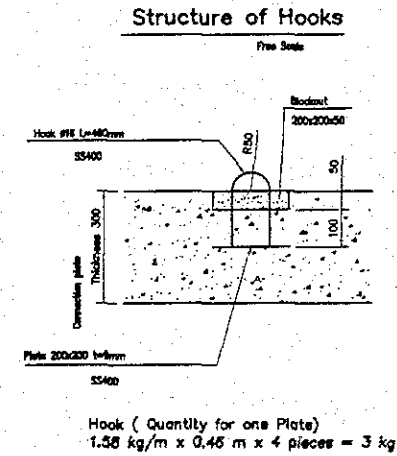 Structure of Hooks
Free Scale
Blockout
200x200x50
Hook #16 L=460mm
SS400
R50
50
100
Thickness 300
Connection plate
Plate 200x200 t=9mm
SS400
Hook ( Quantity for one Plate)
1.58 kg/m x 0.46 m x 4 pieces = 3 kg